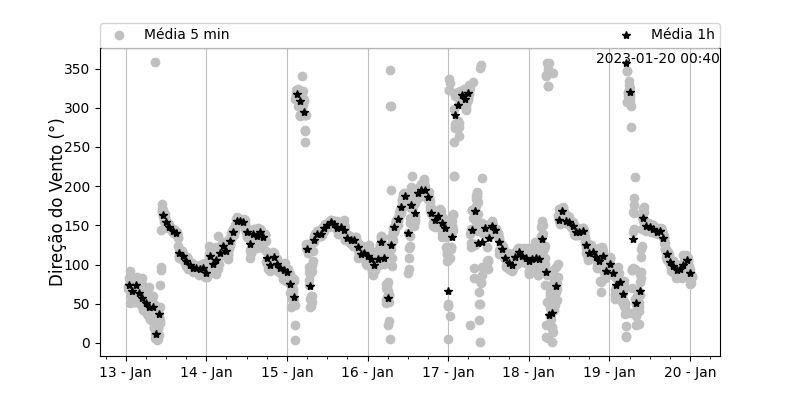 Média 5 min
Média 1h
2023-01-20 00:40
Direção do Vento (°)
350
300
250
200
150
100
50
0
13 - Jan
14 - Jan
15 - Jan
16 - Jan
17 - Jan
18 - Jan
19 - Jan
20 - Jan